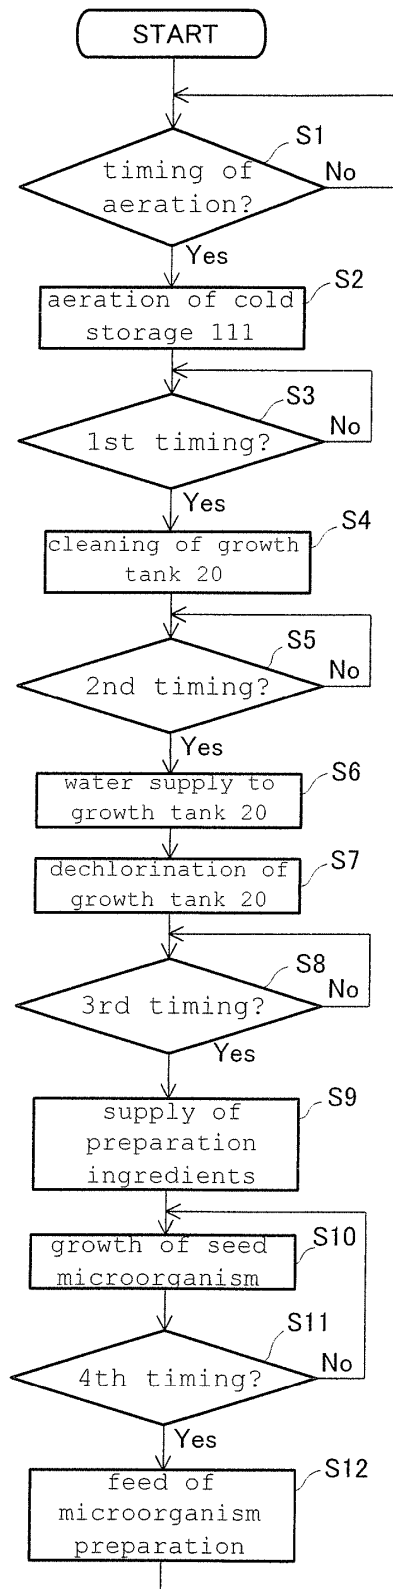 START
S1
timing of
aeration?
No
Yes
S2
aeration of cold
storage 111
S3
1st timing?
No
Yes
S4
cleaning of growth
tank 20
S5
2nd timing?
No
Yes
S6
water supply to
growth tank 20
S7
dechlorination of
growth tank 20
S8
3rd timing?
No
Yes
S9
supply of
preparation
ingredients
S10
growth of seed
microorganism
S11
4th timing?
No
Yes
S12
feed of
microorganism
preparation